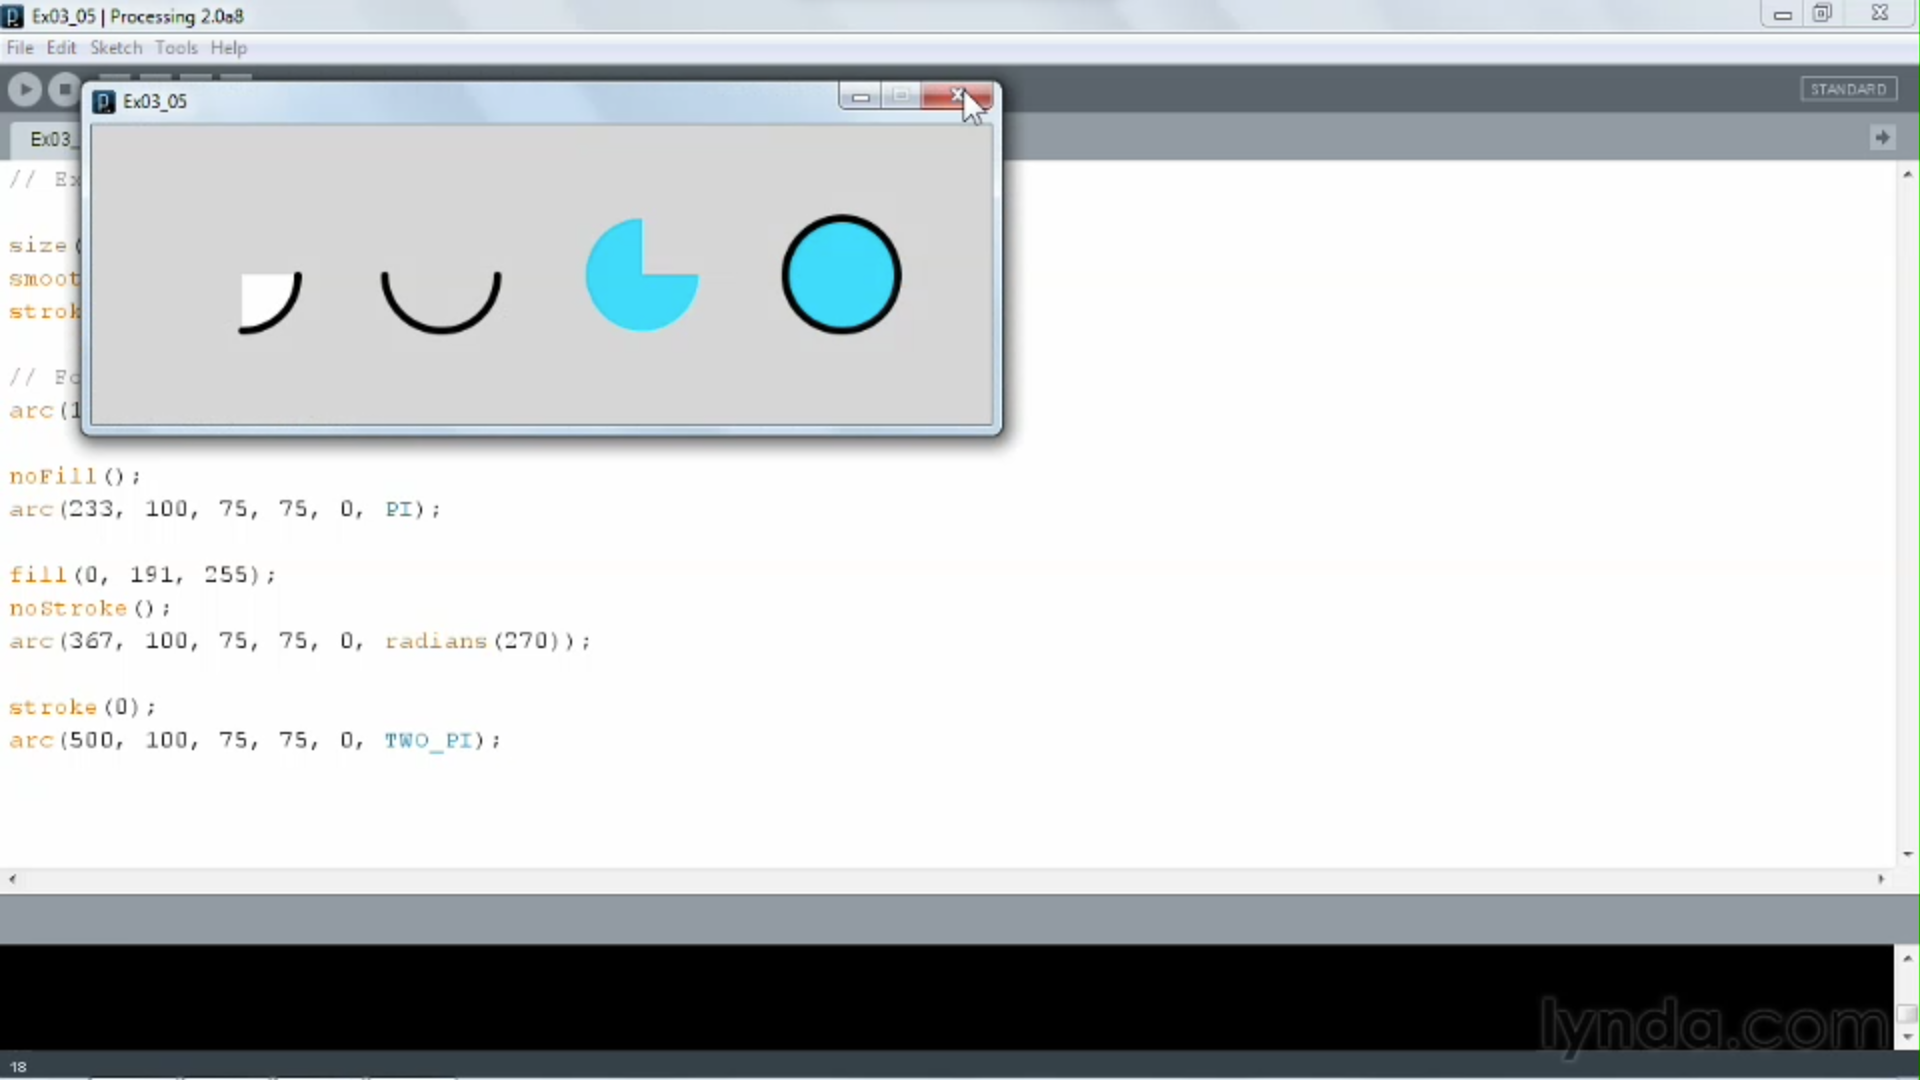 Ex03_05 | Processing 2.0a8
File Edit Sketch Tools Help
STANDARD
Ex03_05
Ex03_
// Ex
size(
smoot
strok
// Fo
arc(1
noFill();
arc(233, 100, 75, 75, 0, PI);
fill(0, 191, 255);
noStroke();
arc(367, 100, 75, 75, 0, radians(270));
stroke(0);
arc(500, 100, 75, 75, 0, TWO_PI);
lynda.com
18